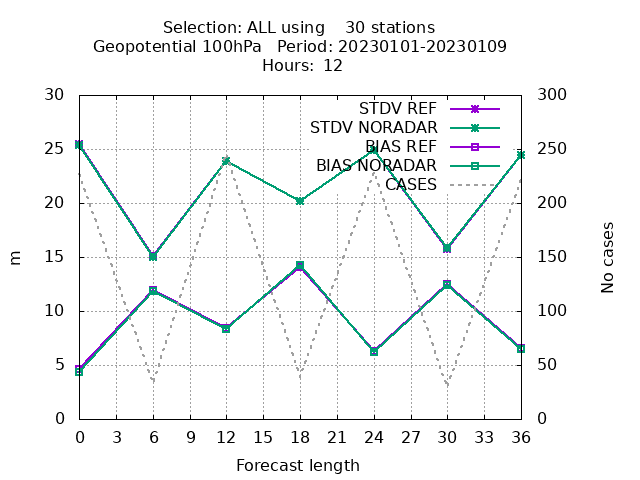 Selection: ALL using    30 stations
Geopotential 100hPa   Period: 20230101-20230109
Hours: 12
30 300
STDV REF
STDV NORADAR
25 250
BIAS REF
BIAS NORADAR
CASES
20 200
m
No cases
15 150
10 100
5 50
0 0
0 3 6 9 12 15 18 21 24 27 30 33 36
Forecast length